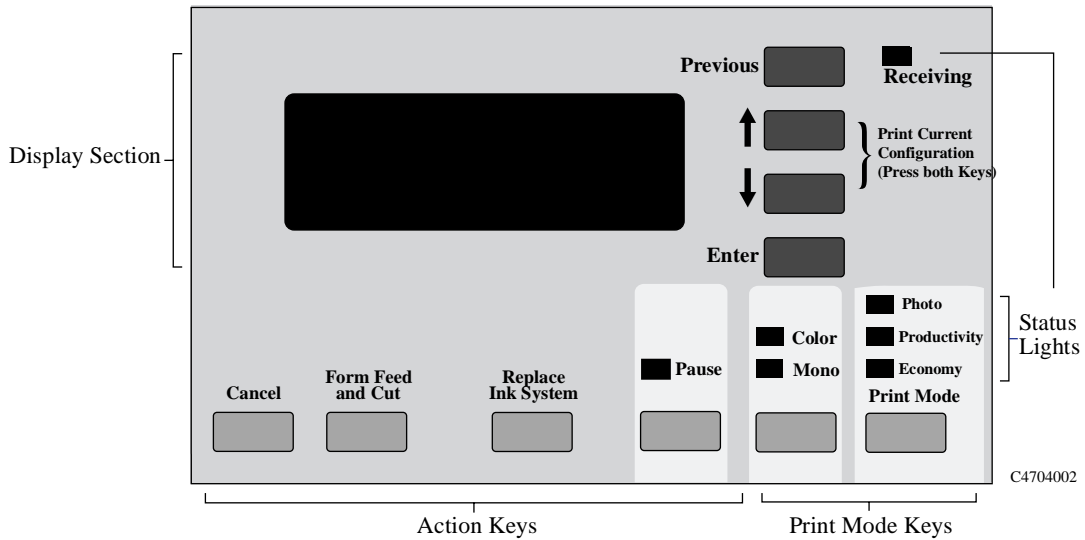 Previous
Receiving
Display Section
Print Current
Configuration
(Press both Keys)
Enter
Photo
Productivity
Economy
Status
Lights
Color
Mono
Pause
Cancel
Form Feed
and Cut
Replace
Ink System
Print Mode
C4704002
Action Keys
Print Mode Keys